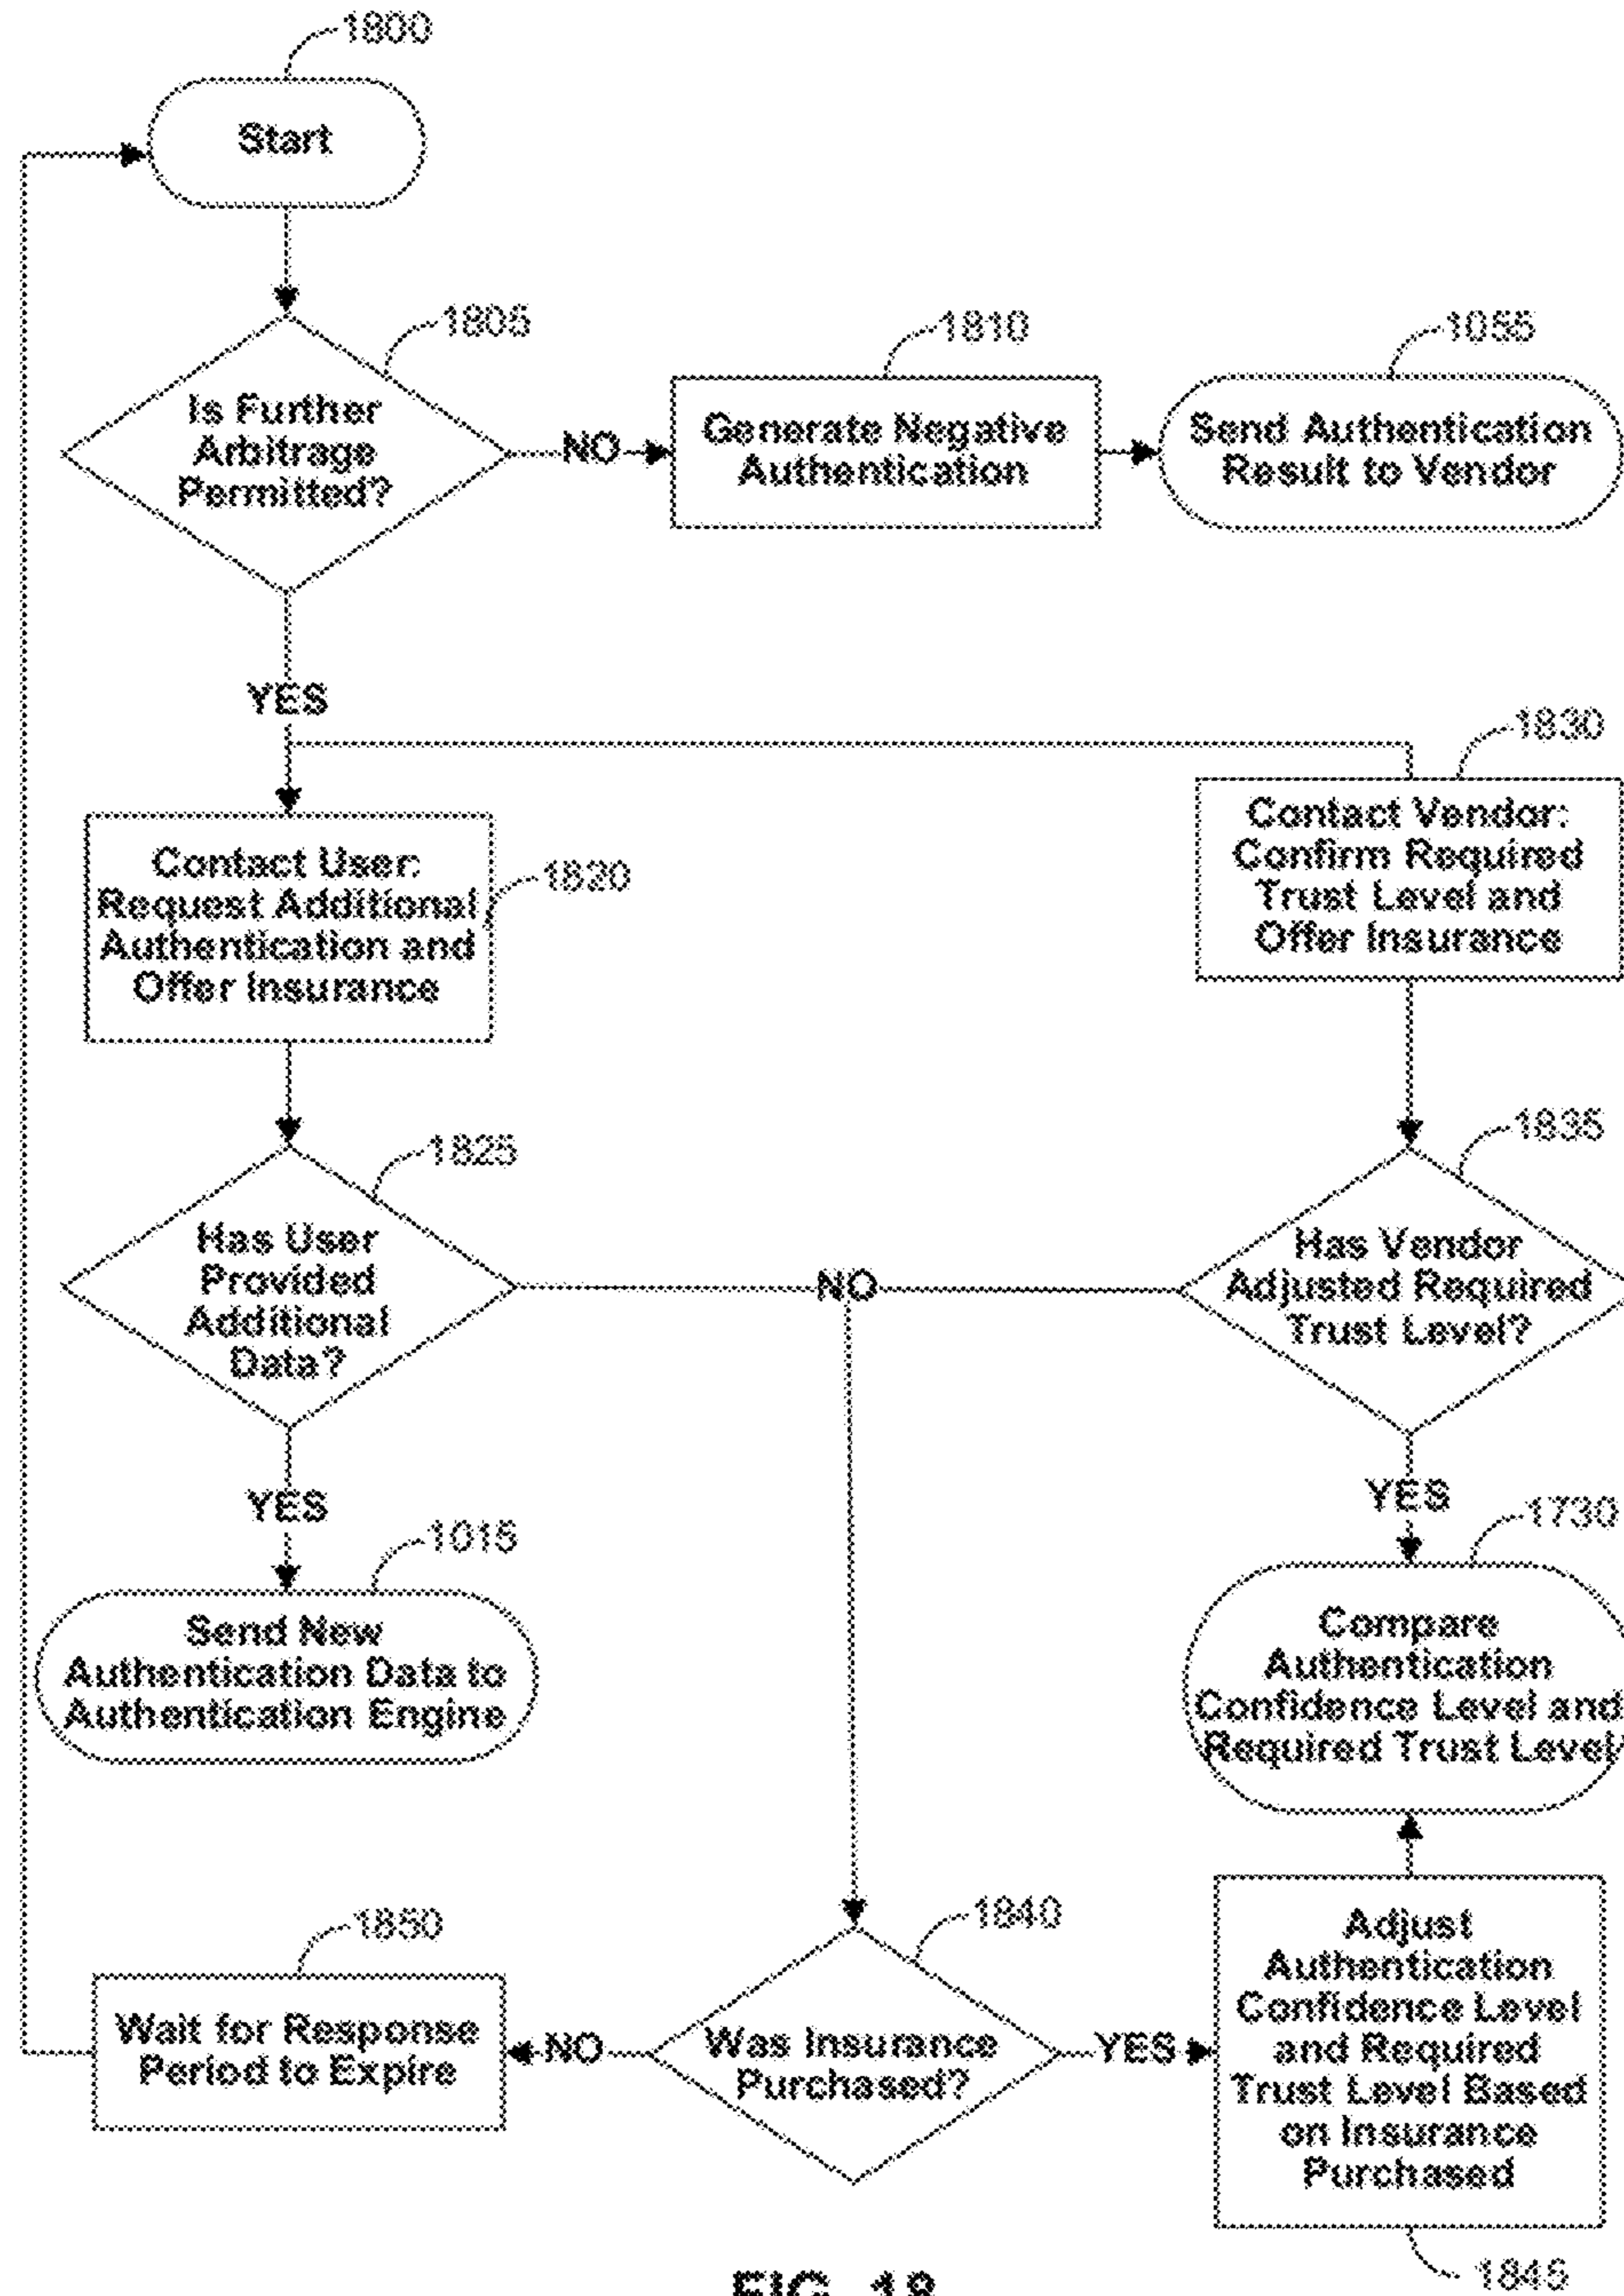 1800
Start
1805
Is Further
Arbitrage
Permitted?
NO
1810
Generate Negative
Authentication
1055
Send Authentication
Result to Vendor
YES
1830
Contact Vendor:
Confirm Required
Trust Level and
Offer Insurance
1820
Contact User:
Request Additional
Authentication and
Offer Insurance
1825
Has User
Provided
Additional
Data?
NO
1835
Has Vendor
Adjusted Required
Trust Level?
YES
1015
Send New
Authentication Data to
Authentication Engine
YES
1730
Compare
Authentication
Confidence Level and
Required Trust Level
1850
Wait for Response
Period to Expire
NO
1840
Was Insurance
Purchased?
YES
Adjust
Authentication
Confidence Level
and Required
Trust Level Based
on Insurance
Purchased
1845
FIG. 18